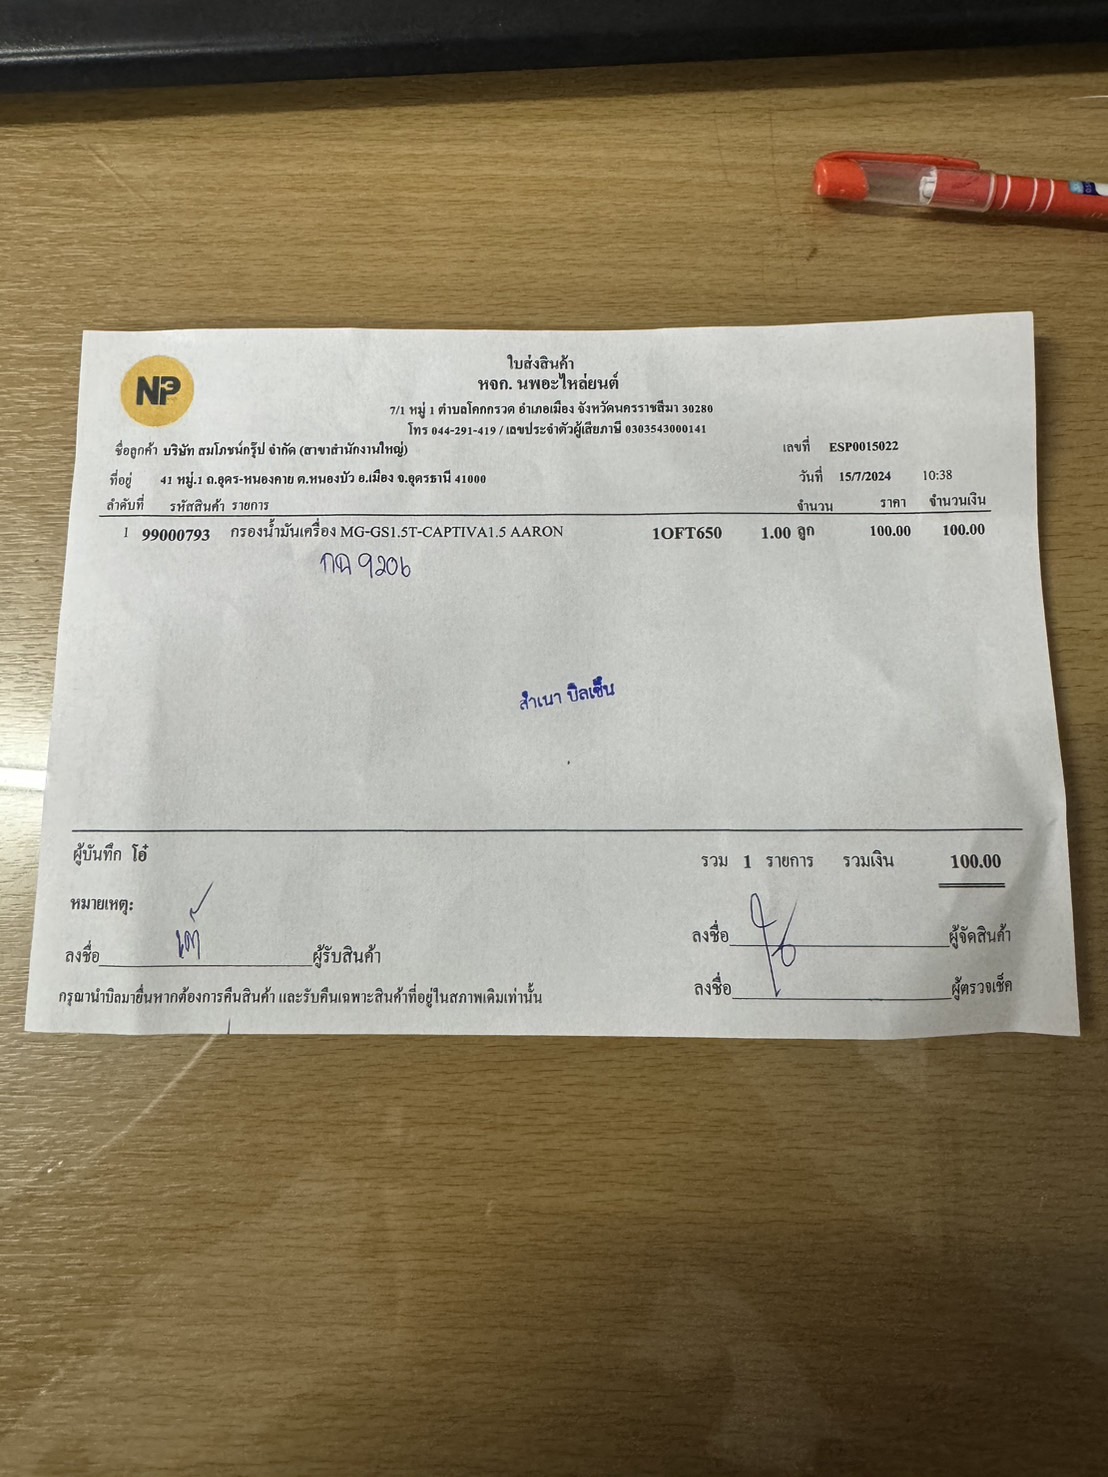 NP
ใบส่งสินค้า
หจก. นพอะไหล่ยนต์
7/1 หมู่ 1 ตำบลโคกกรวด อำเภอเมือง จังหวัดนครราชสีมา 30280
โทร 044-291-419 / เลขประจำตัวผู้เสียภาษี 0303543000141
ชื่อลูกค้า บริษัท สมโภชน์กรุ๊ป จำกัด (สาขาสำนักงานใหญ่) เลขที่ ESP0015022
ที่อยู่ 41 หมู่.1 ถ.อุดร-หนองคาย ต.หนองบัว อ.เมือง จ.อุดรธานี 41000 วันที่ 15/7/2024 10:38
ลำดับที่ รหัสสินค้า รายการ จำนวน ราคา จำนวนเงิน
1 99000793 กรองน้ำมันเครื่อง MG-GS1.5T-CAPTIVA1.5 AARON 1OFT650 1.00 ลูก 100.00 100.00
กฉ 9206
สำเนา บิลเซ็น
ผู้บันทึก โอ๋ รวม 1 รายการ รวมเงิน 100.00
หมายเหตุ:
ลงชื่อ ผู้รับสินค้า ลงชื่อ ผู้จัดสินค้า
ลงชื่อ ผู้ตรวจเช็ค
กรุณานำบิลมายื่นหากต้องการคืนสินค้า และรับคืนเฉพาะสินค้าที่อยู่ในสภาพเดิมเท่านั้น